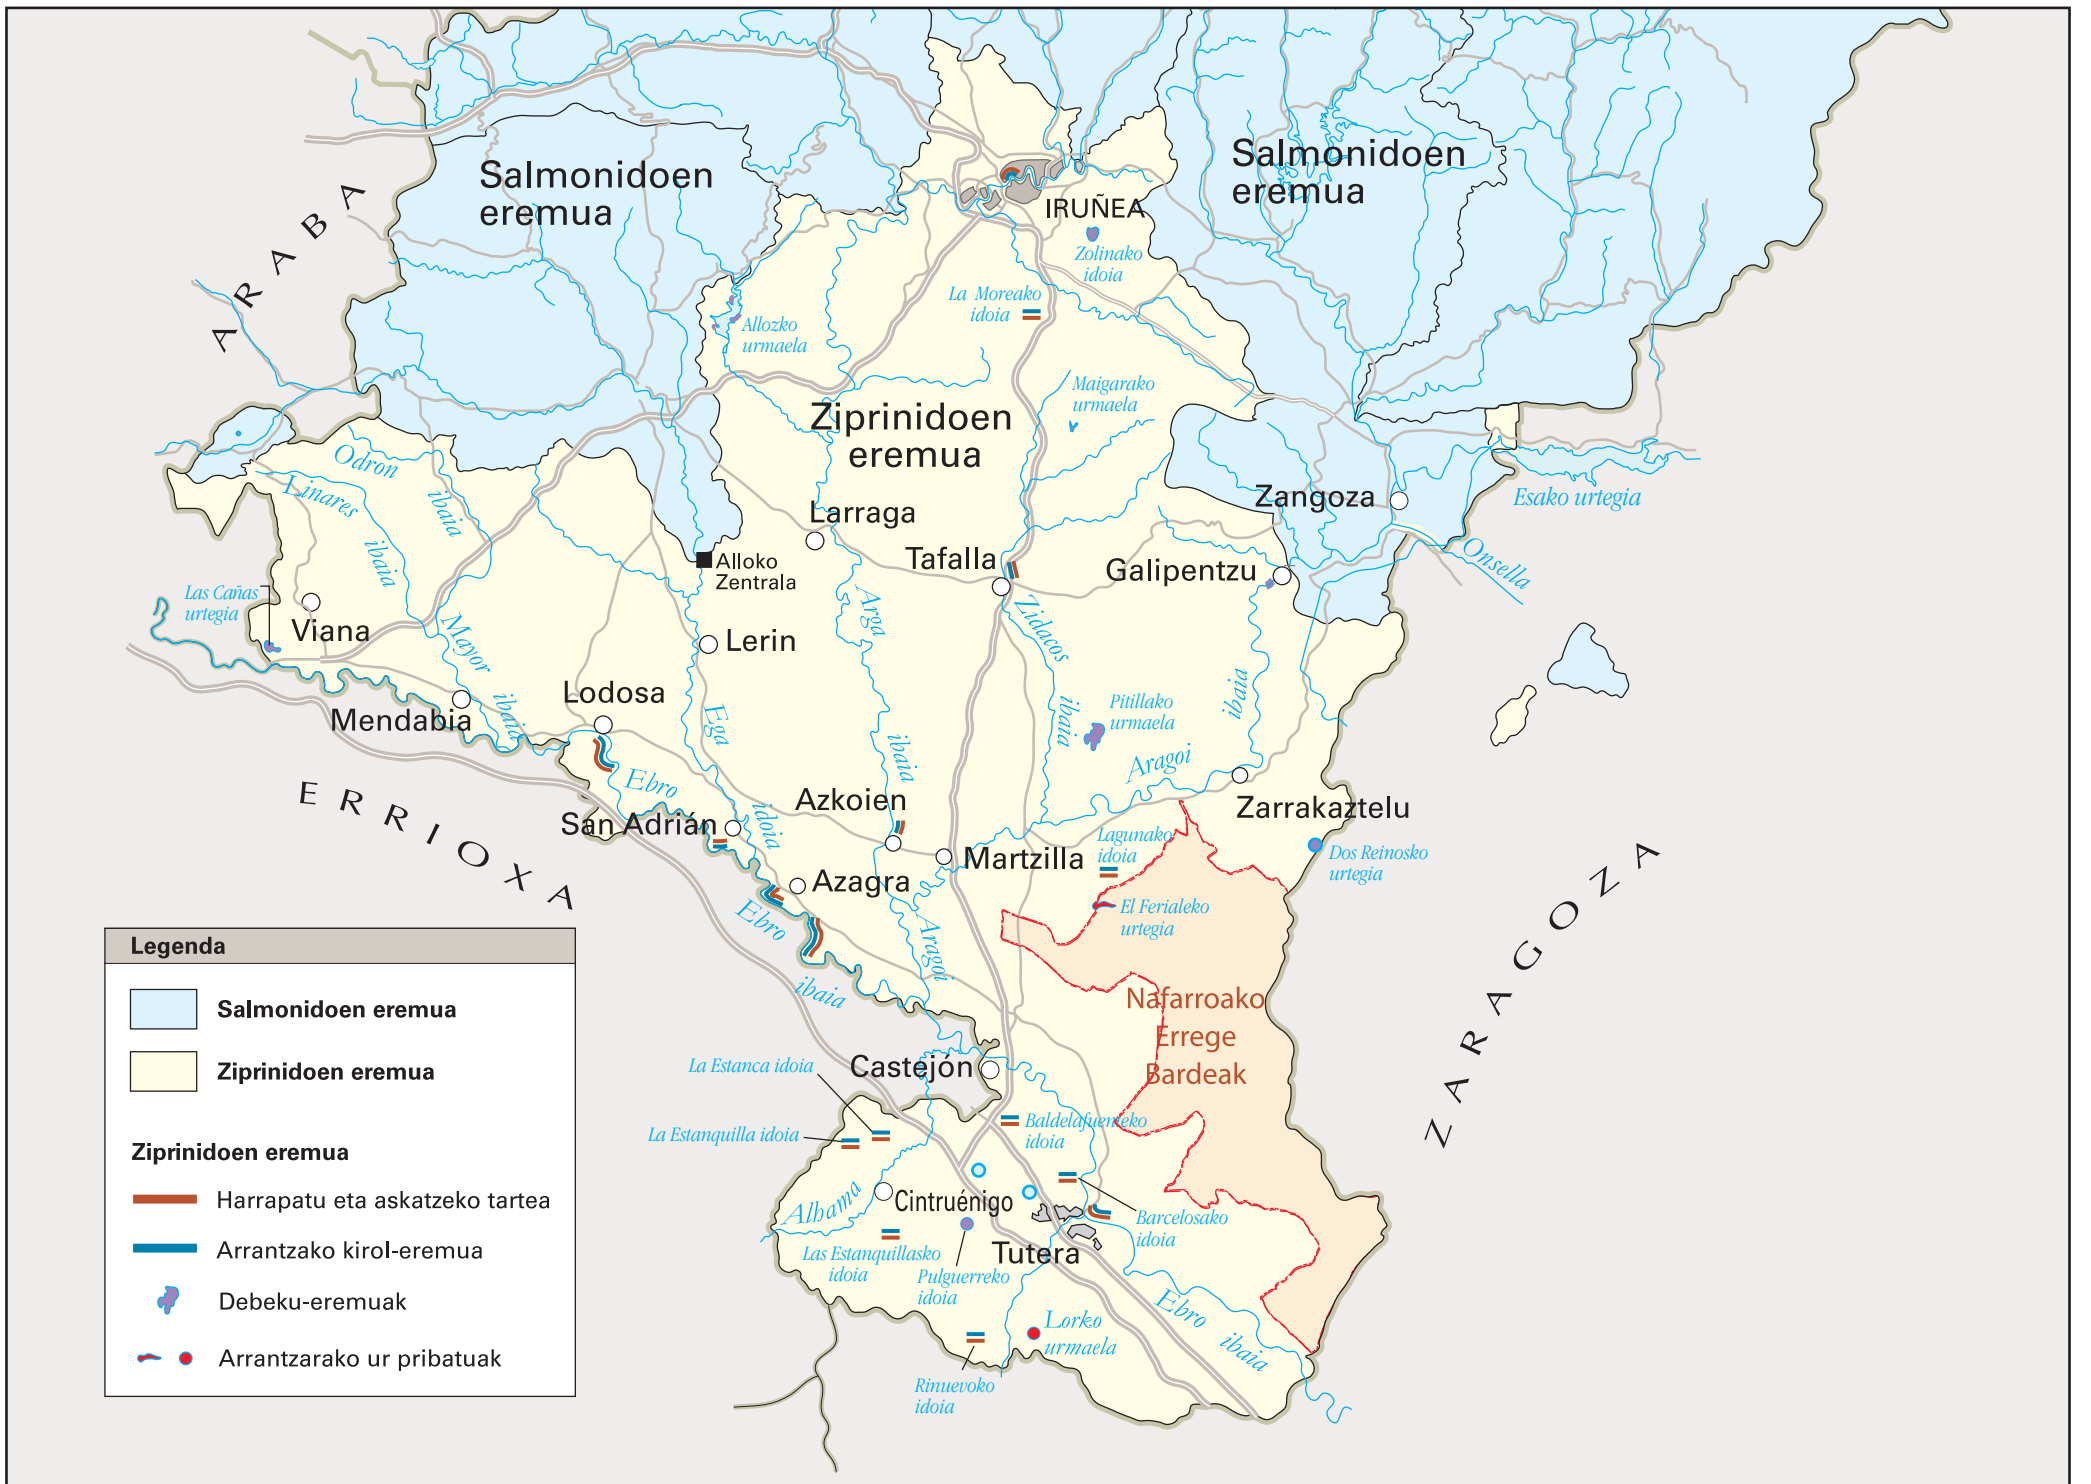 Salmonidoen
eremua
Salmonidoen
eremua
ARABA
IRUÑEA
Zolinako
idoia
La Moreako
idoia
Allozko
urmaela
Maigarako
urmaela
Ziprinidoen
eremua
Odron
ibaia
Linares
ibaia
Zangoza
Esako urtegia
Onsella
Larraga
Tafalla
Galipentzu
Alloko
Zentrala
Las Cañas
urtegia
Viana
Mayor
ibaia
Arga
ibaia
Zidacos
ibaia
Lerin
Lodosa
Mendabia
Ega
Pitillako
urmaela
ibaia
Aragoi
Ebro
idoia
ERRIOXA
San Adrián
Azkoien
Zarrakaztelu
Martzilla
Lagunako
idoia
Dos Reinosko
urtegia
Azagra
El Ferialeko
urtegia
Ebro
ibaia
Aragoi
ZARAGOZA
Nafarroako
Errege
Bardeak
Castejón
La Estanca idoia
La Estanquilla idoia
Baldelafuenteko
idoia
Alhama
Cintruénigo
Barcelosako
idoia
Las Estanquillasko
idoia
Tutera
Pulguerreko
idoia
Lorko
urmaela
Ebro
ibaia
Rinuevoko
idoia
Legenda
Salmonidoen eremua
Ziprinidoen eremua
Ziprinidoen eremua
Harrapatu eta askatzeko tartea
Arrantzako kirol-eremua
Debeku-eremuak
Arrantzarako ur pribatuak